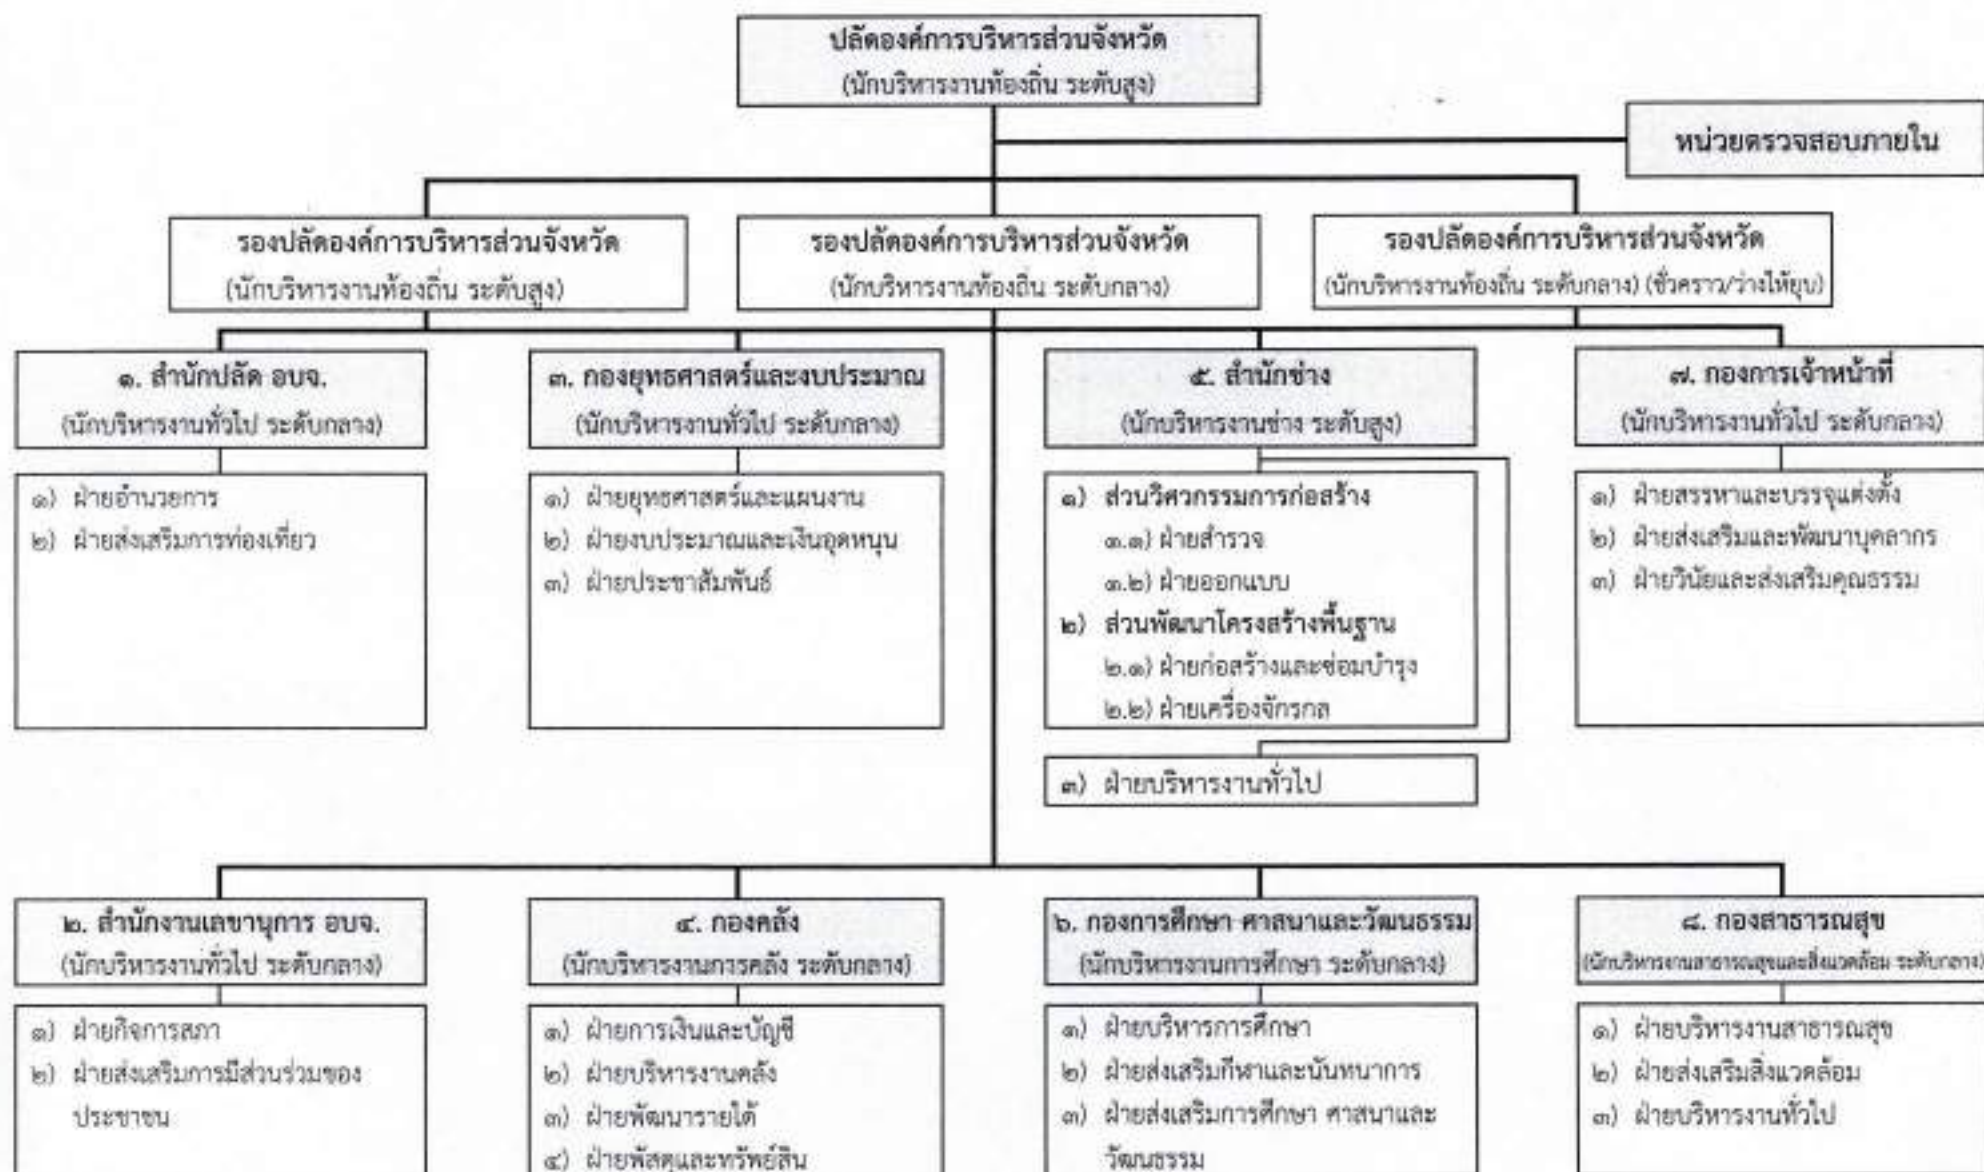 ปลัดองค์การบริหารส่วนจังหวัด
(นักบริหารงานท้องถิ่น ระดับสูง)
หน่วยตรวจสอบภายใน
รองปลัดองค์การบริหารส่วนจังหวัด
(นักบริหารงานท้องถิ่น ระดับสูง)
รองปลัดองค์การบริหารส่วนจังหวัด
(นักบริหารงานท้องถิ่น ระดับกลาง)
รองปลัดองค์การบริหารส่วนจังหวัด
(นักบริหารงานท้องถิ่น ระดับกลาง) (ชั่วคราว/ว่างให้ยุบ)
๑. สำนักปลัด อบจ.
(นักบริหารงานทั่วไป ระดับกลาง)
๑) ฝ่ายอำนวยการ
๒) ฝ่ายส่งเสริมการท่องเที่ยว
๓. กองยุทธศาสตร์และงบประมาณ
(นักบริหารงานทั่วไป ระดับกลาง)
๑) ฝ่ายยุทธศาสตร์และแผนงาน
๒) ฝ่ายงบประมาณและเงินอุดหนุน
๓) ฝ่ายประชาสัมพันธ์
๕. สำนักช่าง
(นักบริหารงานช่าง ระดับสูง)
๑) ส่วนวิศวกรรมการก่อสร้าง
๑.๑) ฝ่ายสำรวจ
๑.๒) ฝ่ายออกแบบ
๒) ส่วนพัฒนาโครงสร้างพื้นฐาน
๒.๑) ฝ่ายก่อสร้างและซ่อมบำรุง
๒.๒) ฝ่ายเครื่องจักรกล
๓) ฝ่ายบริหารงานทั่วไป
๗. กองการเจ้าหน้าที่
(นักบริหารงานทั่วไป ระดับกลาง)
๑) ฝ่ายสรรหาและบรรจุแต่งตั้ง
๒) ฝ่ายส่งเสริมและพัฒนาบุคลากร
๓) ฝ่ายวินัยและส่งเสริมคุณธรรม
๒. สำนักงานเลขานุการ อบจ.
(นักบริหารงานทั่วไป ระดับกลาง)
๑) ฝ่ายกิจการสภา
๒) ฝ่ายส่งเสริมการมีส่วนร่วมของ
ประชาชน
๔. กองคลัง
(นักบริหารงานการคลัง ระดับกลาง)
๑) ฝ่ายการเงินและบัญชี
๒) ฝ่ายบริหารงานคลัง
๓) ฝ่ายพัฒนารายได้
๔) ฝ่ายพัสดุและทรัพย์สิน
๖. กองการศึกษา ศาสนาและวัฒนธรรม
(นักบริหารงานการศึกษา ระดับกลาง)
๑) ฝ่ายบริหารการศึกษา
๒) ฝ่ายส่งเสริมกีฬาและนันทนาการ
๓) ฝ่ายส่งเสริมการศึกษา ศาสนาและ
วัฒนธรรม
๘. กองสาธารณสุข
(นักบริหารงานสาธารณสุขและสิ่งแวดล้อม ระดับกลาง)
๑) ฝ่ายบริหารงานสาธารณสุข
๒) ฝ่ายส่งเสริมสิ่งแวดล้อม
๓) ฝ่ายบริหารงานทั่วไป